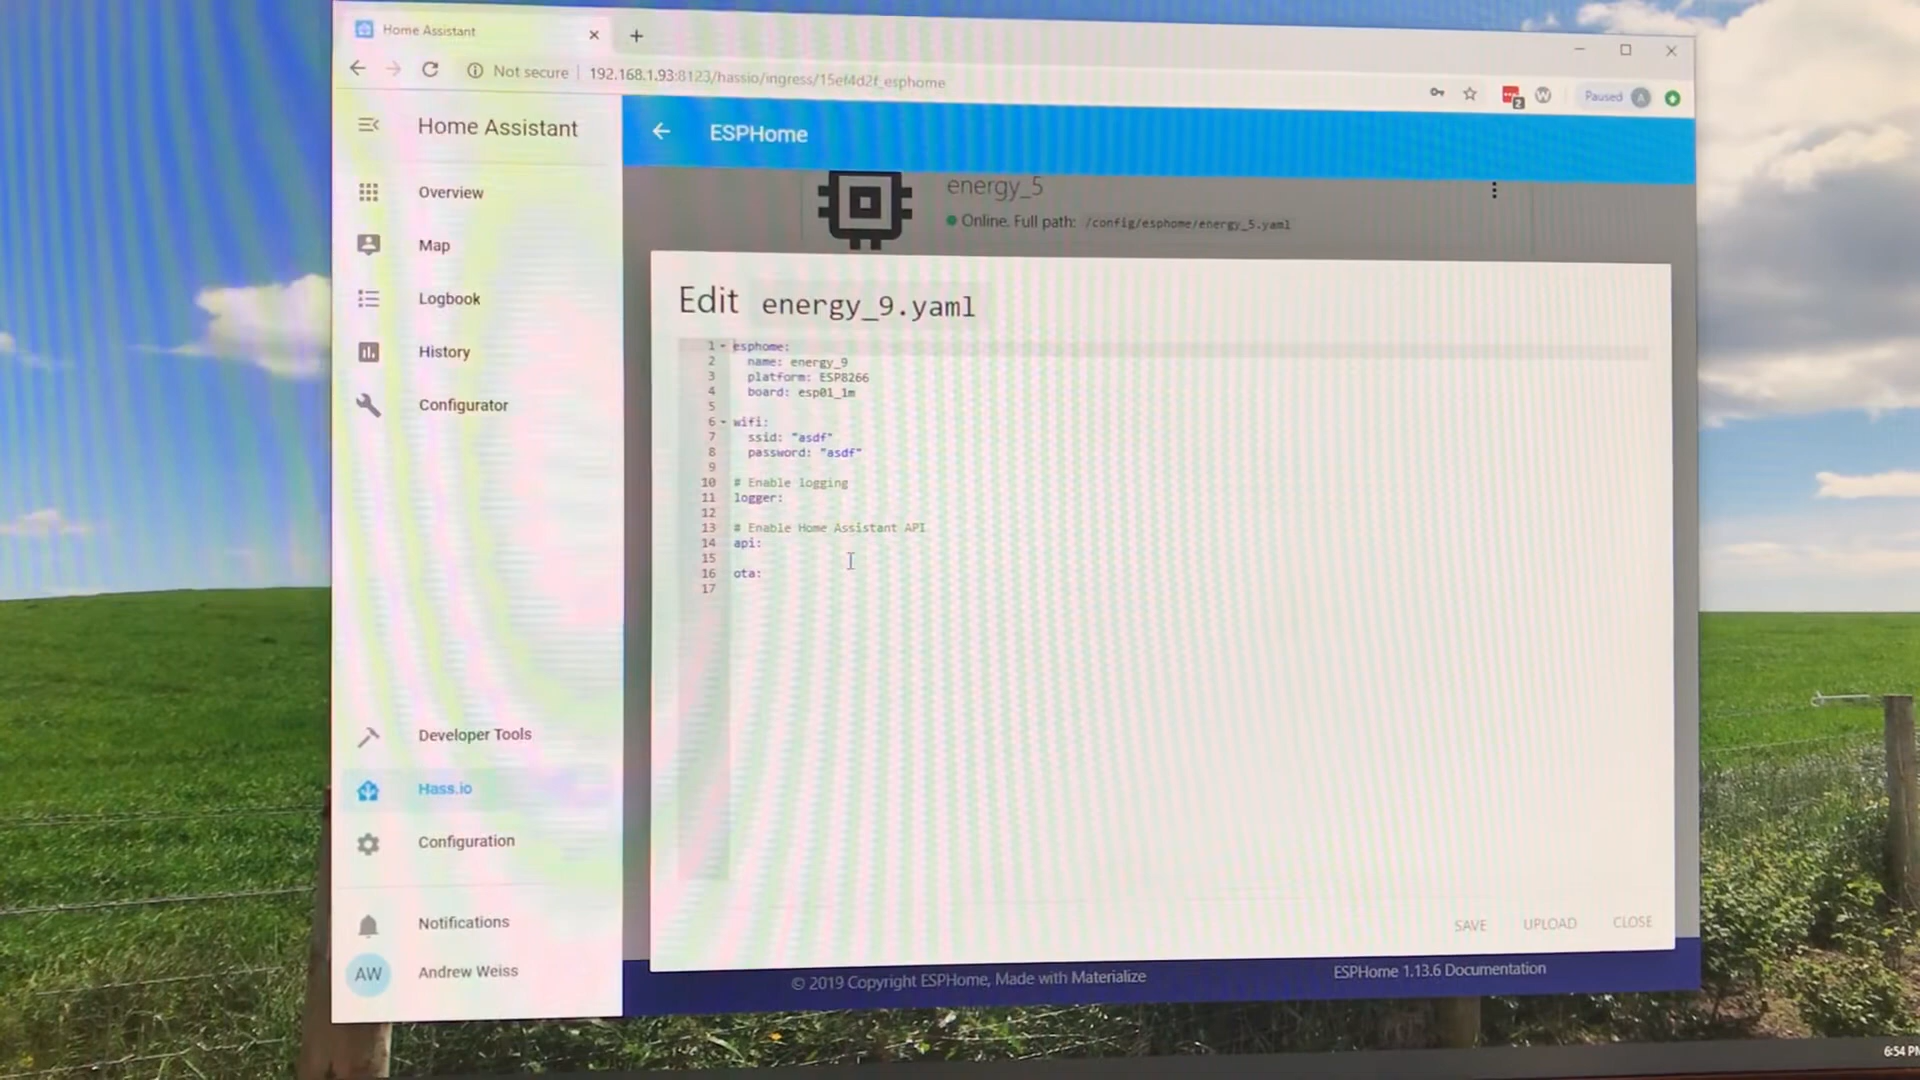 Home Assistant
Not secure
192.168.1.93:8123/hassio/ingress/15ef4d2f_esphome
2
W
Paused
A
Home Assistant
ESPHome
Overview
Map
Logbook
History
Configurator
Developer Tools
Hass.io
Configuration
Notifications
AW
Andrew Weiss
energy_5
Online. Full path: /config/esphome/energy_5.yaml
Edit energy_9.yaml
1 esphome:
2 name: energy_9
3 platform: ESP8266
4 board: esp01_1m
5
6 wifi:
7 ssid: "asdf"
8 password: "asdf"
9
10 # Enable logging
11 logger:
12
13 # Enable Home Assistant API
14 api:
15
16 ota:
17
SAVE UPLOAD CLOSE
© 2019 Copyright ESPHome, Made with Materialize
ESPHome 1.13.6 Documentation
6:54 PM